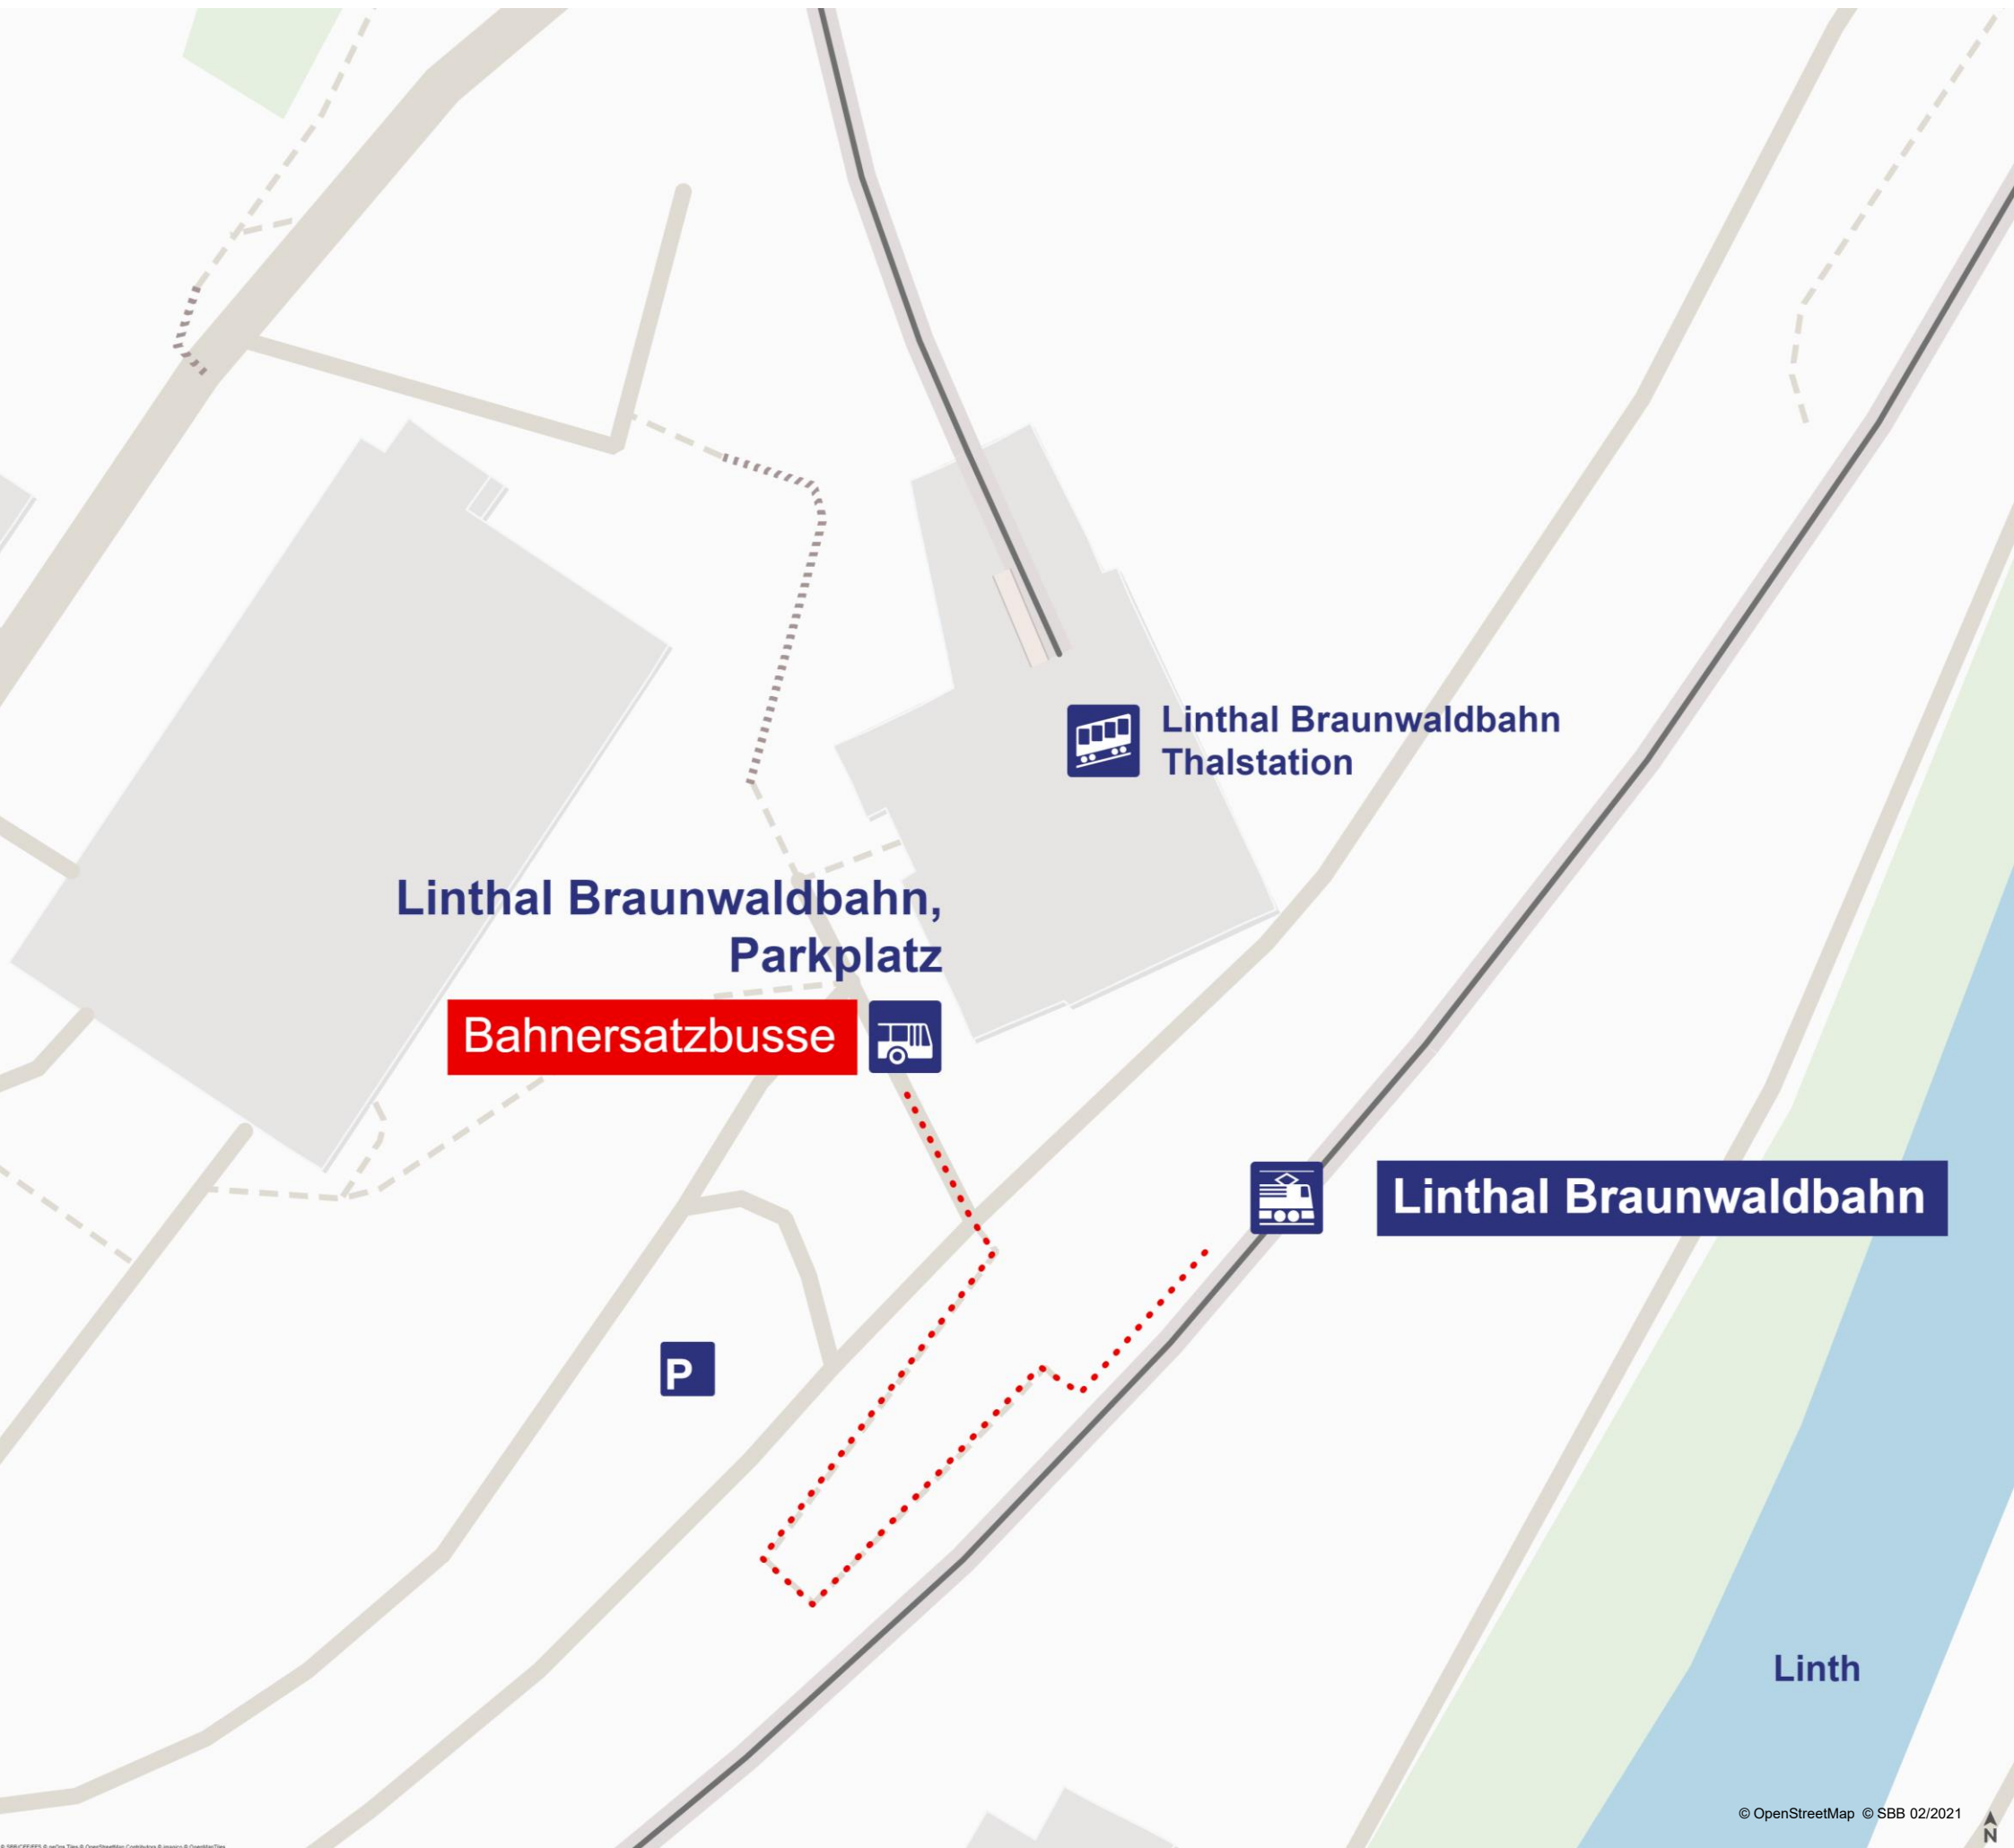 Linthal Braunwaldbahn
Thalstation
Linthal Braunwaldbahn,
Parkplatz
Bahnersatzbusse
Linthal Braunwaldbahn
P
Linth
© OpenStreetMap © SBB 02/2021
N